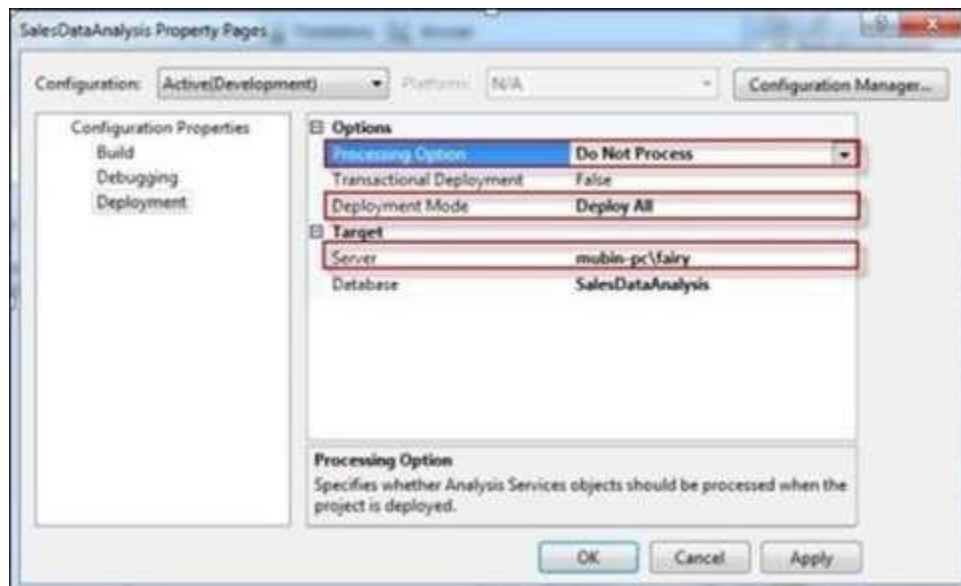 SalesDataAnalysis Property Pages
Configuration: Active(Development) Platform: N/A Configuration Manager...
Configuration Properties
Build
Debugging
Deployment
Options
Processing Option Do Not Process
Transactional Deployment False
Deployment Mode Deploy All
Target
Server mubin-pc\fairy
Database SalesDataAnalysis
Processing Option
Specifies whether Analysis Services objects should be processed when the
project is deployed.
OK Cancel Apply